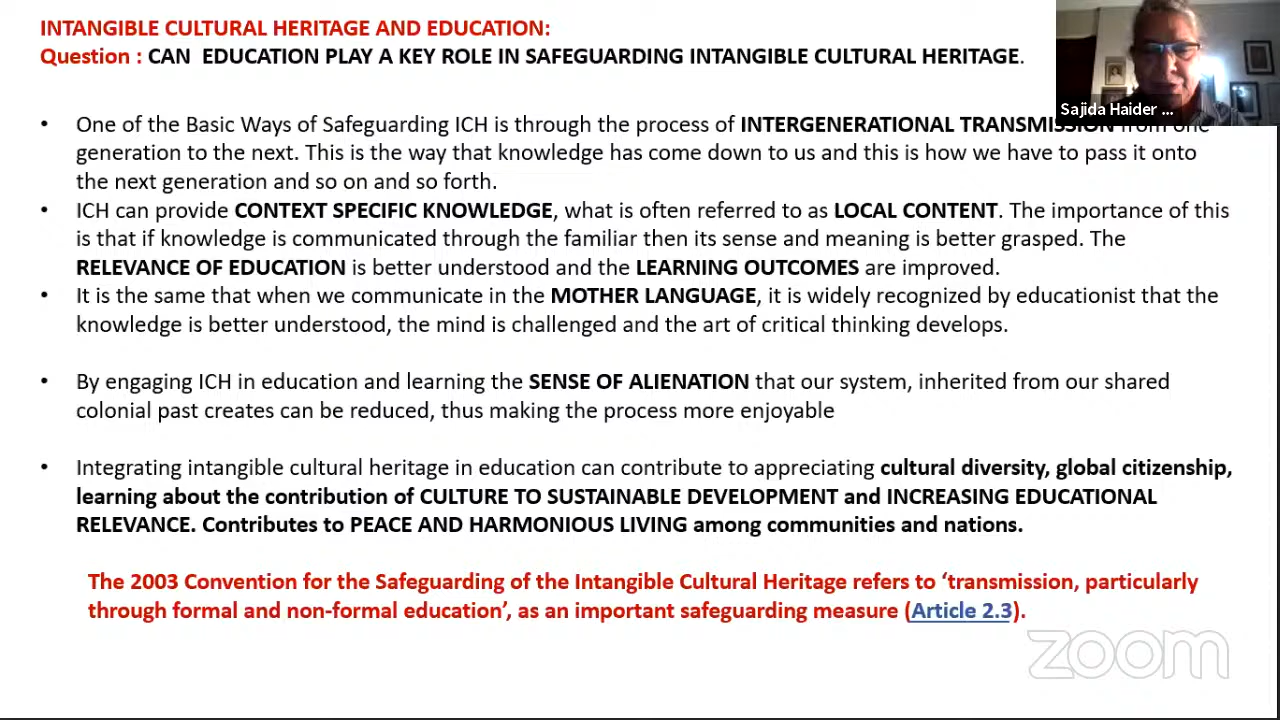 INTANGIBLE CULTURAL HERITAGE AND EDUCATION:
Question : CAN EDUCATION PLAY A KEY ROLE IN SAFEGUARDING INTANGIBLE CULTURAL HERITAGE.
Sajida Haider ...
• One of the Basic Ways of Safeguarding ICH is through the process of INTERGENERATIONAL TRANSMISSION from one
generation to the next. This is the way that knowledge has come down to us and this is how we have to pass it onto
the next generation and so on and so forth.
• ICH can provide CONTEXT SPECIFIC KNOWLEDGE, what is often referred to as LOCAL CONTENT. The importance of this
is that if knowledge is communicated through the familiar then its sense and meaning is better grasped. The
RELEVANCE OF EDUCATION is better understood and the LEARNING OUTCOMES are improved.
• It is the same that when we communicate in the MOTHER LANGUAGE, it is widely recognized by educationist that the
knowledge is better understood, the mind is challenged and the art of critical thinking develops.
• By engaging ICH in education and learning the SENSE OF ALIENATION that our system, inherited from our shared
colonial past creates can be reduced, thus making the process more enjoyable
• Integrating intangible cultural heritage in education can contribute to appreciating cultural diversity, global citizenship,
learning about the contribution of CULTURE TO SUSTAINABLE DEVELOPMENT and INCREASING EDUCATIONAL
RELEVANCE. Contributes to PEACE AND HARMONIOUS LIVING among communities and nations.
The 2003 Convention for the Safeguarding of the Intangible Cultural Heritage refers to ‘transmission, particularly
through formal and non-formal education’, as an important safeguarding measure (Article 2.3).
zoom